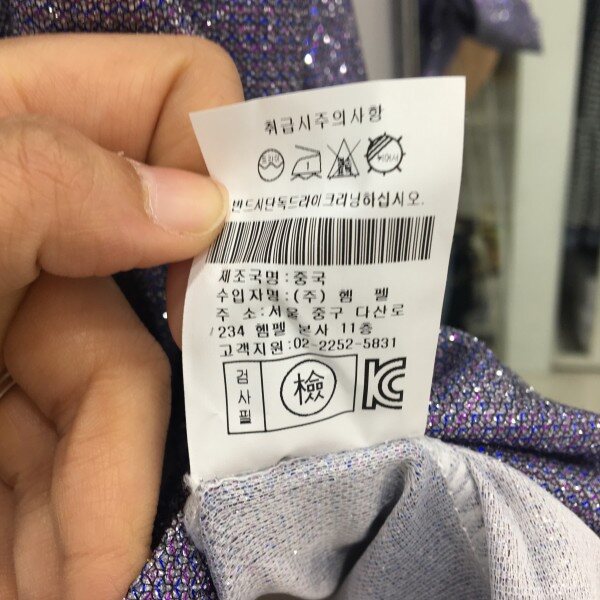 취급시주의사항
반드시단독드라이크리닝하십시오.
제조국명:중국
수입자명:(주) 헴 펠
주 소:서울 중구 다산로
234 헴펠 본사 11층
고객지원:02-2252-5831
검사필 檢 KC